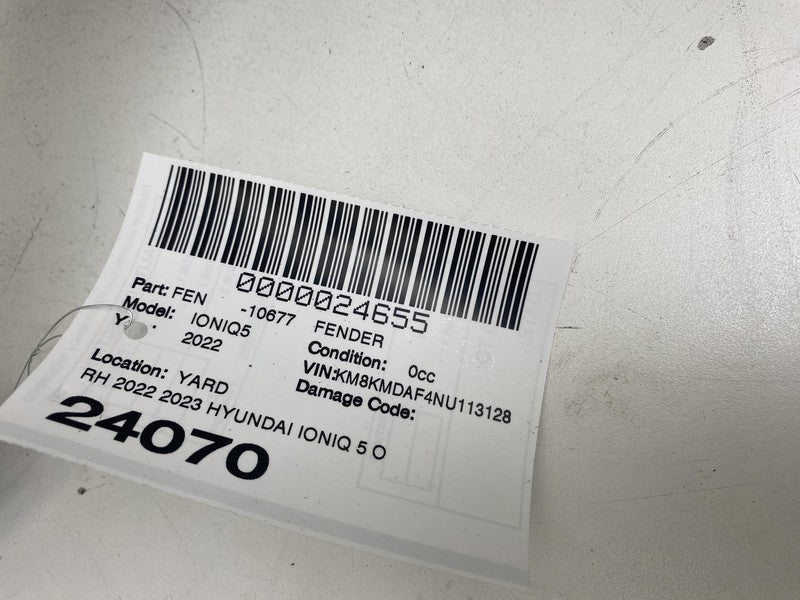 0000024655
Part: FEN -10677 FENDER
Model: IONIQ5 Condition: 0cc
Y . 2022 VIN:KM8KMDAF4NU113128
Damage Code:
Location: YARD
RH 2022 2023 HYUNDAI IONIQ 5 O
24070